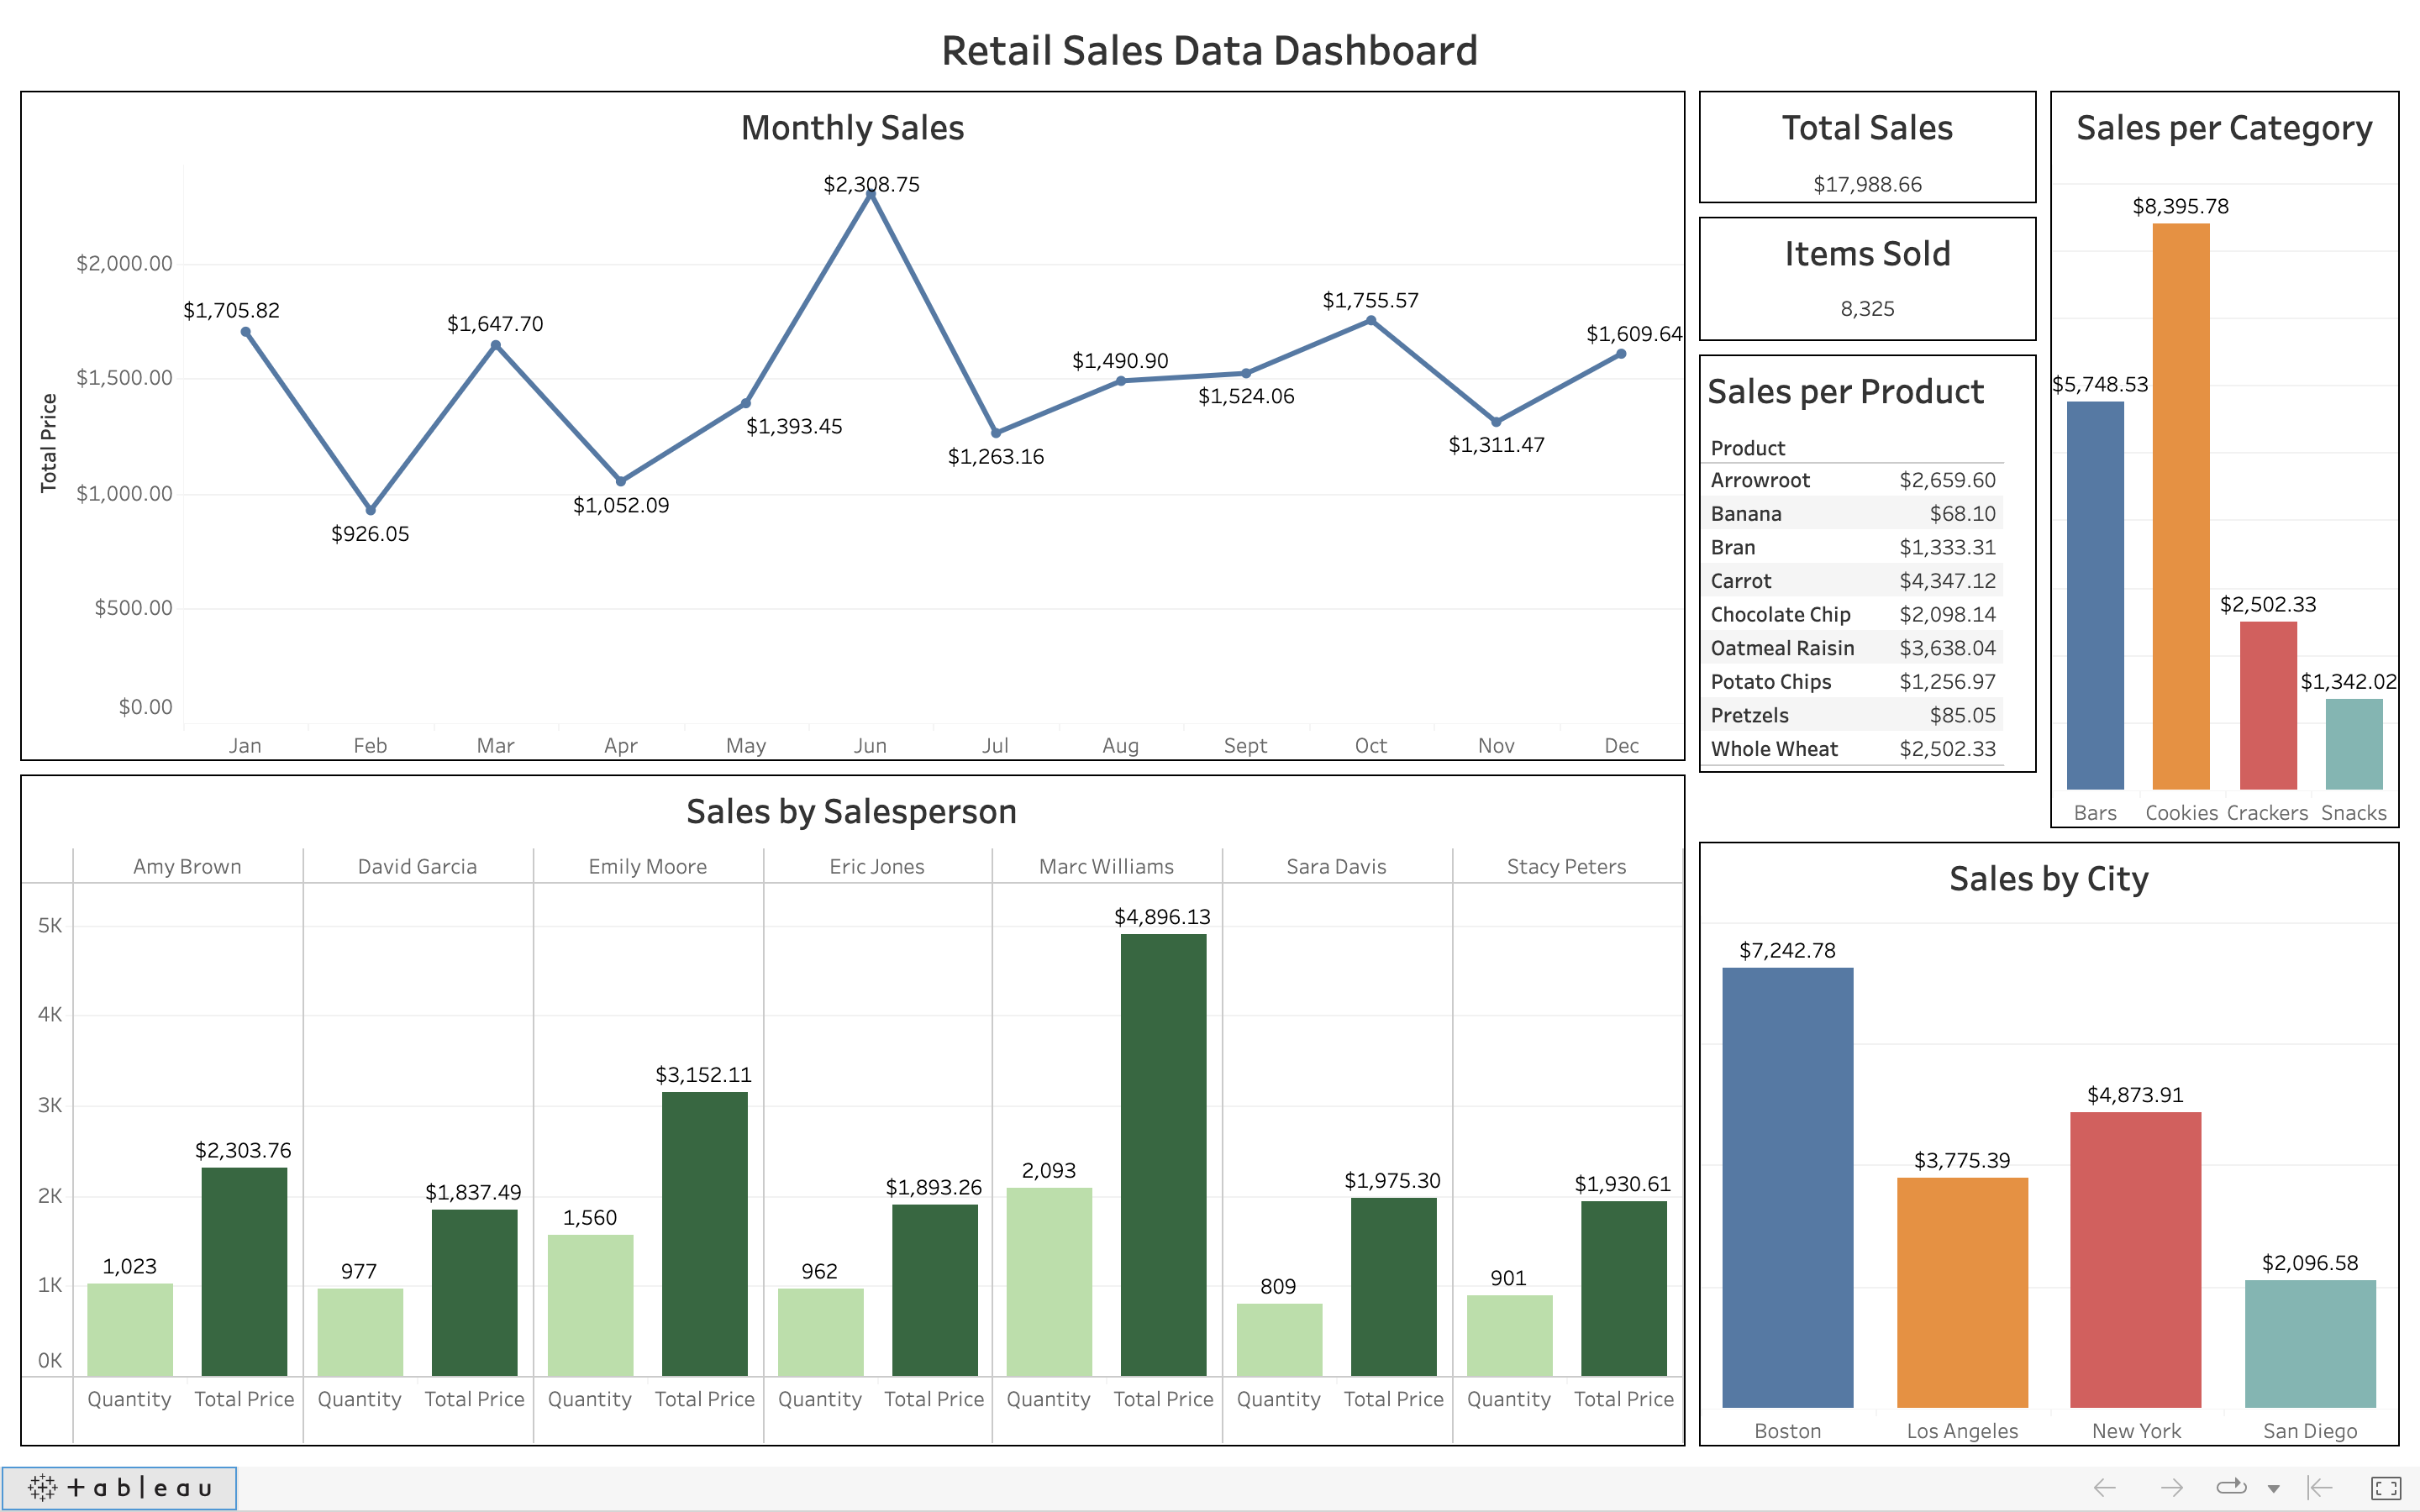 Retail Sales Data Dashboard
Monthly Sales
Total Price
$2,000.00
$1,500.00
$1,000.00
$500.00
$0.00
$1,705.82
$926.05
$1,647.70
$1,052.09
$1,393.45
$2,308.75
$1,263.16
$1,490.90
$1,524.06
$1,755.57
$1,311.47
$1,609.64
Jan Feb Mar Apr May Jun Jul Aug Sept Oct Nov Dec
Total Sales
$17,988.66
Items Sold
8,325
Sales per Product
Product
Arrowroot $2,659.60
Banana $68.10
Bran $1,333.31
Carrot $4,347.12
Chocolate Chip $2,098.14
Oatmeal Raisin $3,638.04
Potato Chips $1,256.97
Pretzels $85.05
Whole Wheat $2,502.33
Sales per Category
$5,748.53
$8,395.78
$2,502.33
$1,342.02
Bars Cookies Crackers Snacks
Sales by Salesperson
Amy Brown David Garcia Emily Moore Eric Jones Marc Williams Sara Davis Stacy Peters
5K
4K
3K
2K
1K
0K
1,023 $2,303.76
977 $1,837.49
1,560 $3,152.11
962 $1,893.26
2,093 $4,896.13
809 $1,975.30
901 $1,930.61
Quantity Total Price Quantity Total Price Quantity Total Price Quantity Total Price Quantity Total Price Quantity Total Price Quantity Total Price
Sales by City
$7,242.78
$3,775.39
$4,873.91
$2,096.58
Boston Los Angeles New York San Diego
+ableau